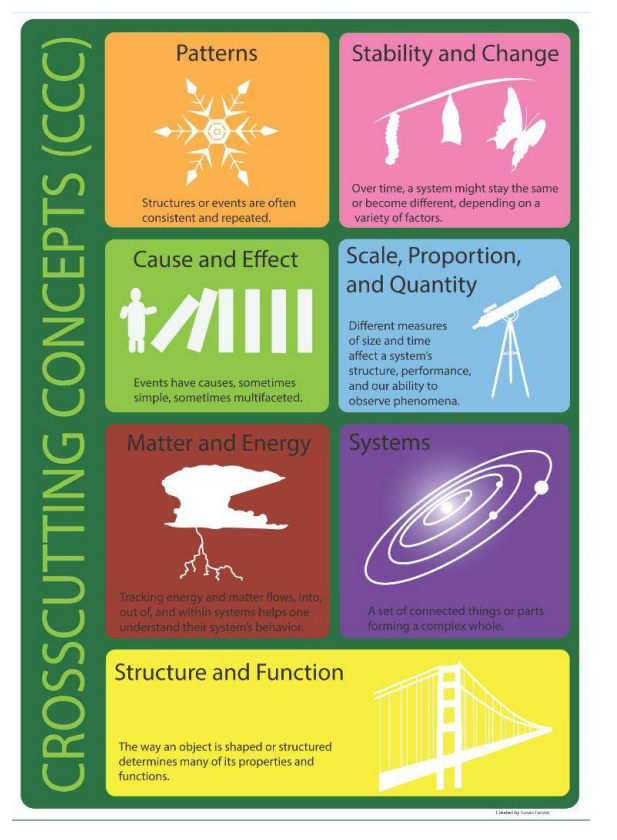 CROSSCUTTING CONCEPTS (CCC)
Patterns
Structures or events are often
consistent and repeated.
Stability and Change
Over time, a system might stay the same
or become different, depending on a
variety of factors.
Cause and Effect
Events have causes, sometimes
simple, sometimes multifaceted.
Scale, Proportion,
and Quantity
Different measures
of size and time
affect a system's
structure, performance,
and our ability to
observe phenomena.
Matter and Energy
Tracking energy and matter flows, into,
out of, and within systems helps one
understand their system's behavior.
Systems
A set of connected things or parts
forming a complex whole.
Structure and Function
The way an object is shaped or structured
determines many of its properties and
functions.
Created by Susan